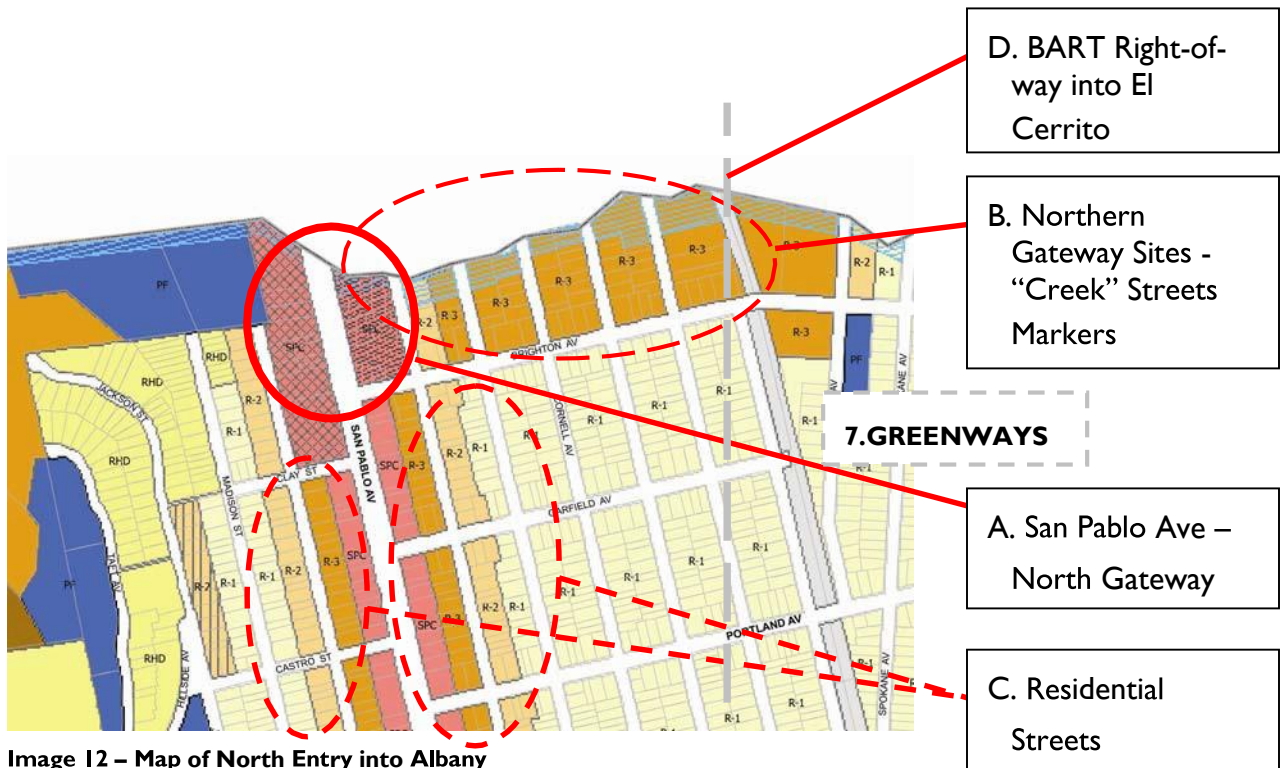 D. BART Right-of-
way into El
Cerrito
B. Northern
Gateway Sites -
“Creek” Streets
Markers
7.GREENWAYS
A. San Pablo Ave –
North Gateway
C. Residential
Streets
PF
SPC
SPC
R-2
R-3
R-3
R-3
R-3
R-3
R-3
R-2
R-1
BRIGHTON AV
R-3
PF
RHD
R-2
R-1
JACKSON ST
RHD
MADISON ST
CLAY ST
SAN PABLO AV
SPC
R-3
R-2
R-1
R-1
CORNELL AV
R-1
R-1
R-1
R-1
R-1
GARFIELD AV
PF
R-2
R-1
R-1
R-2
R-3
SPC
SPC
R-3
R-2
R-1
R-1
R-1
R-1
R-1
PORTLAND AV
RHD
HILLSIDE AV
CASTRO ST
R-1
R-1
R-1
SPOKANE AV
R-1
R-1
Image 12 – Map of North Entry into Albany